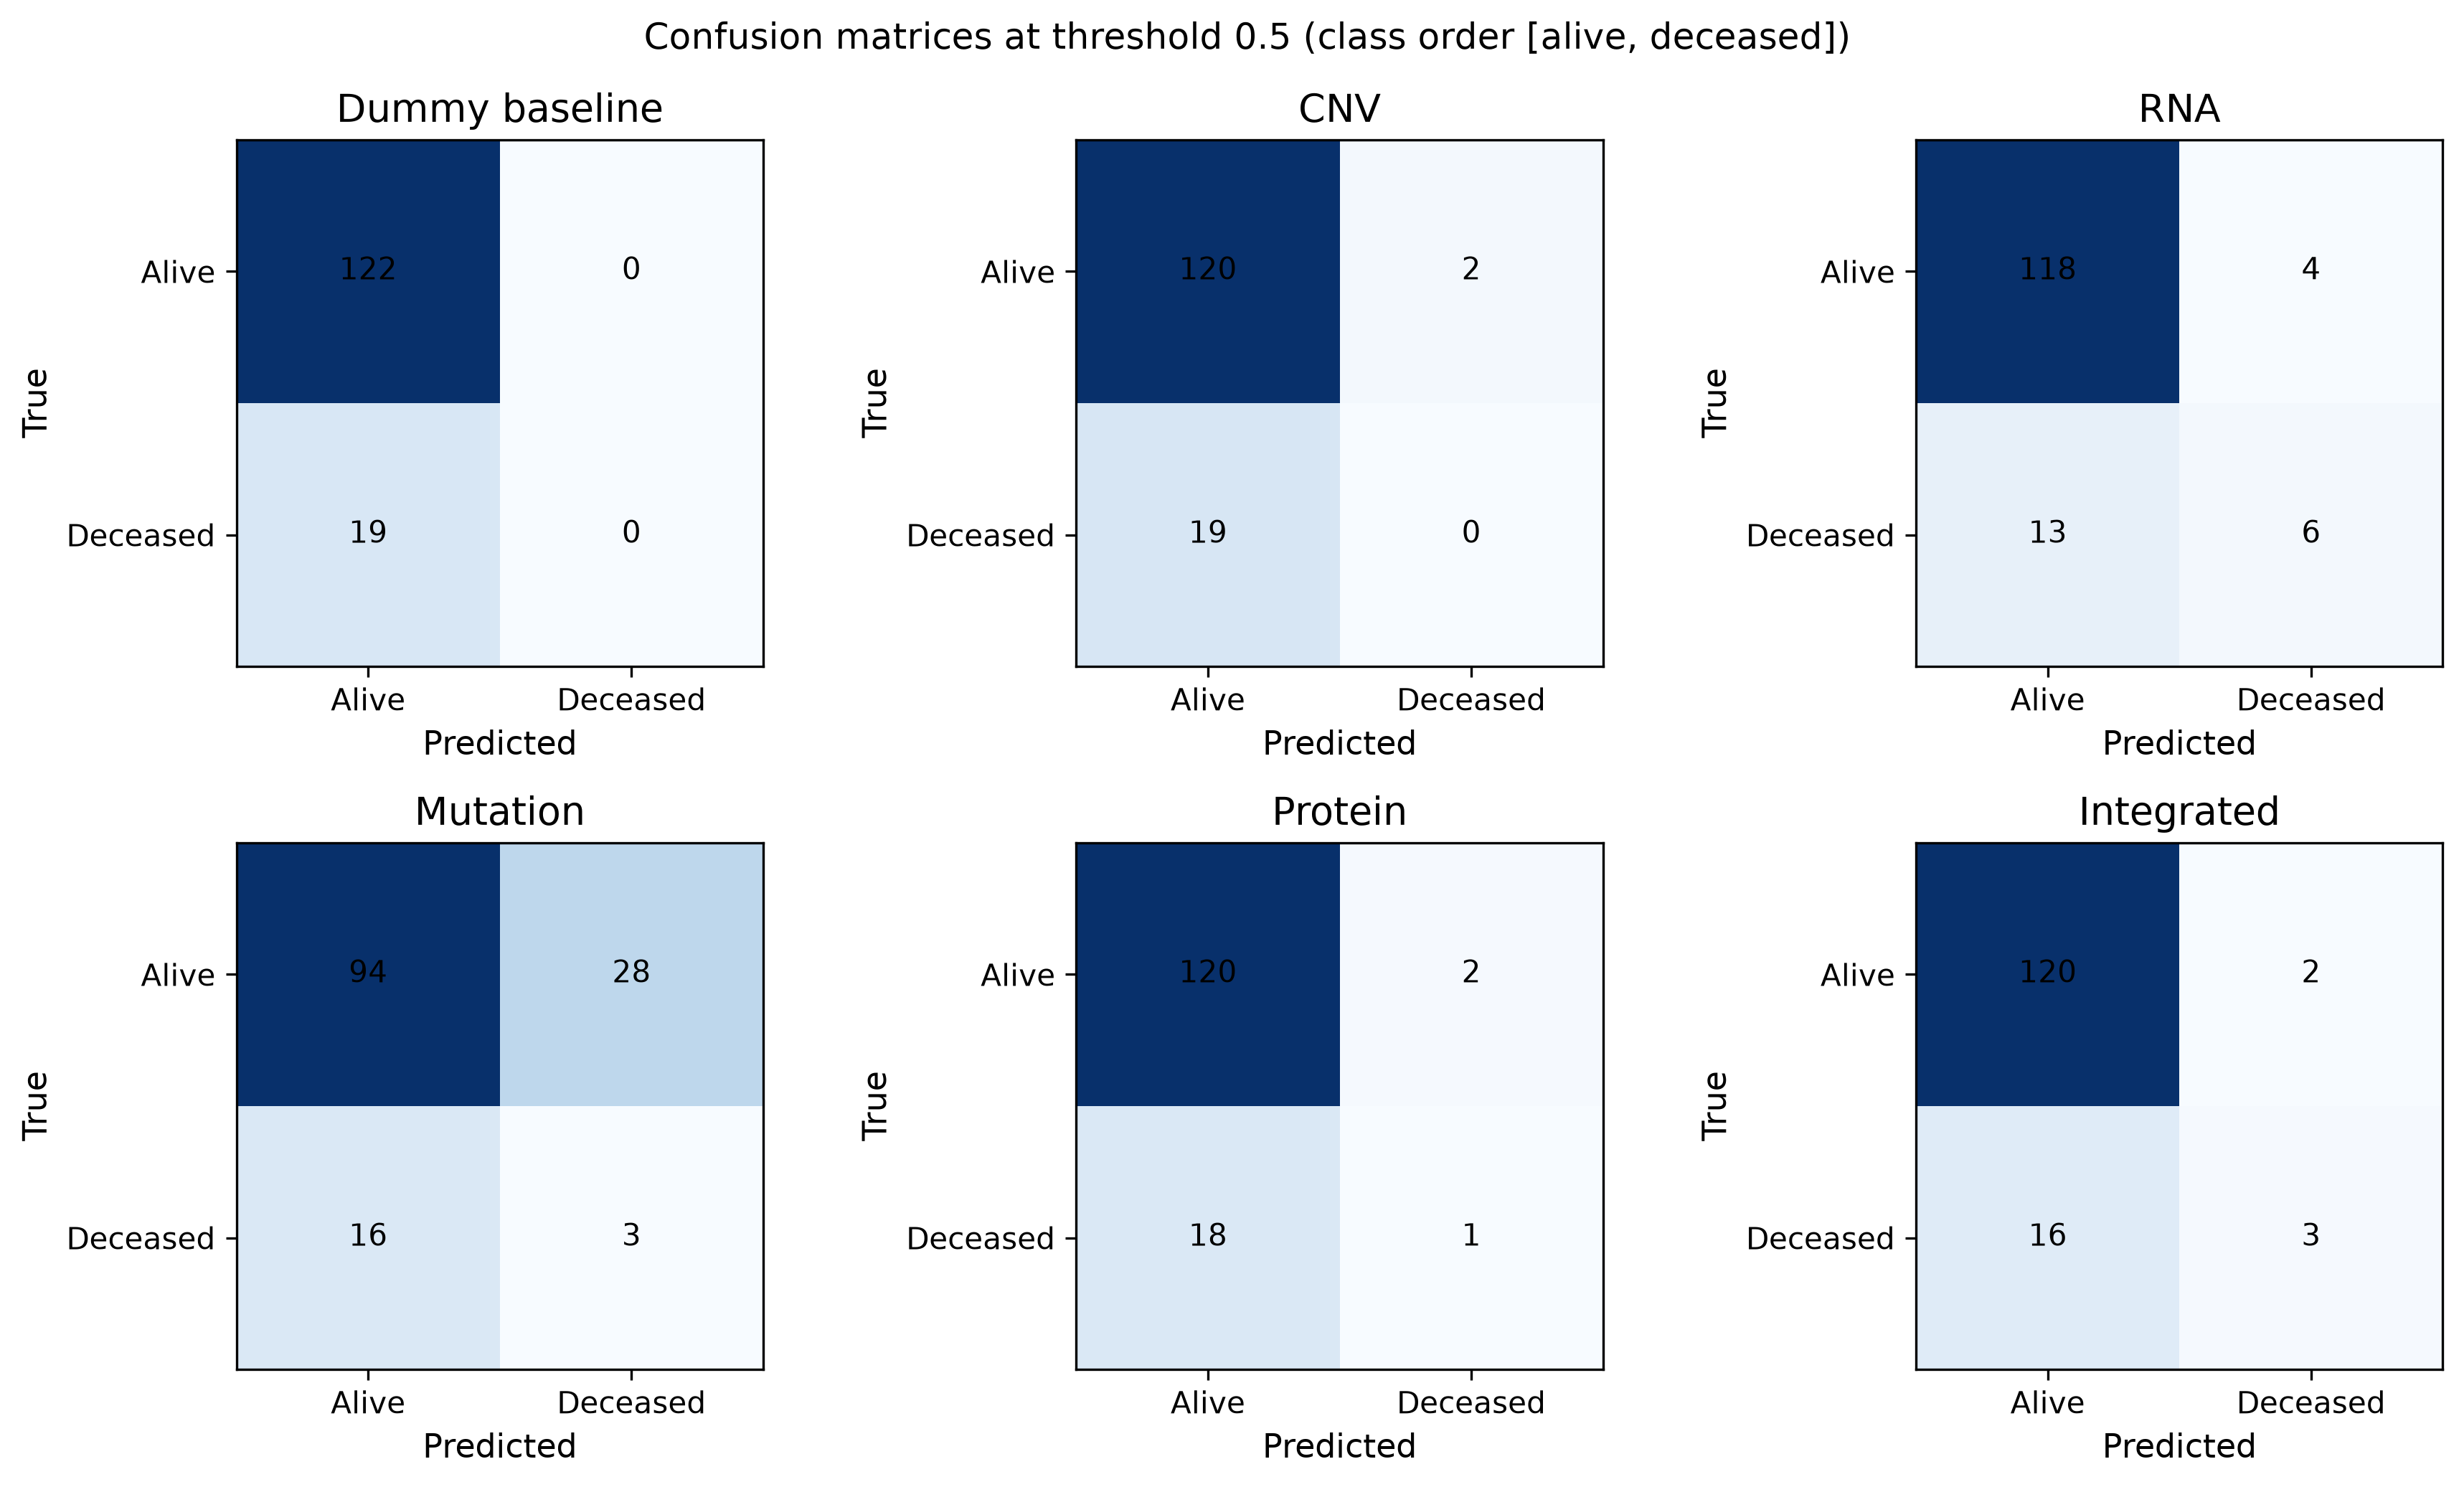 Confusion matrices at threshold 0.5 (class order [alive, deceased])
Dummy baseline
True
Alive
122
0
Deceased
19
0
Alive
Deceased
Predicted
CNV
True
Alive
120
2
Deceased
19
0
Alive
Deceased
Predicted
RNA
True
Alive
118
4
Deceased
13
6
Alive
Deceased
Predicted
Mutation
True
Alive
94
28
Deceased
16
3
Alive
Deceased
Predicted
Protein
True
Alive
120
2
Deceased
18
1
Alive
Deceased
Predicted
Integrated
True
Alive
120
2
Deceased
16
3
Alive
Deceased
Predicted